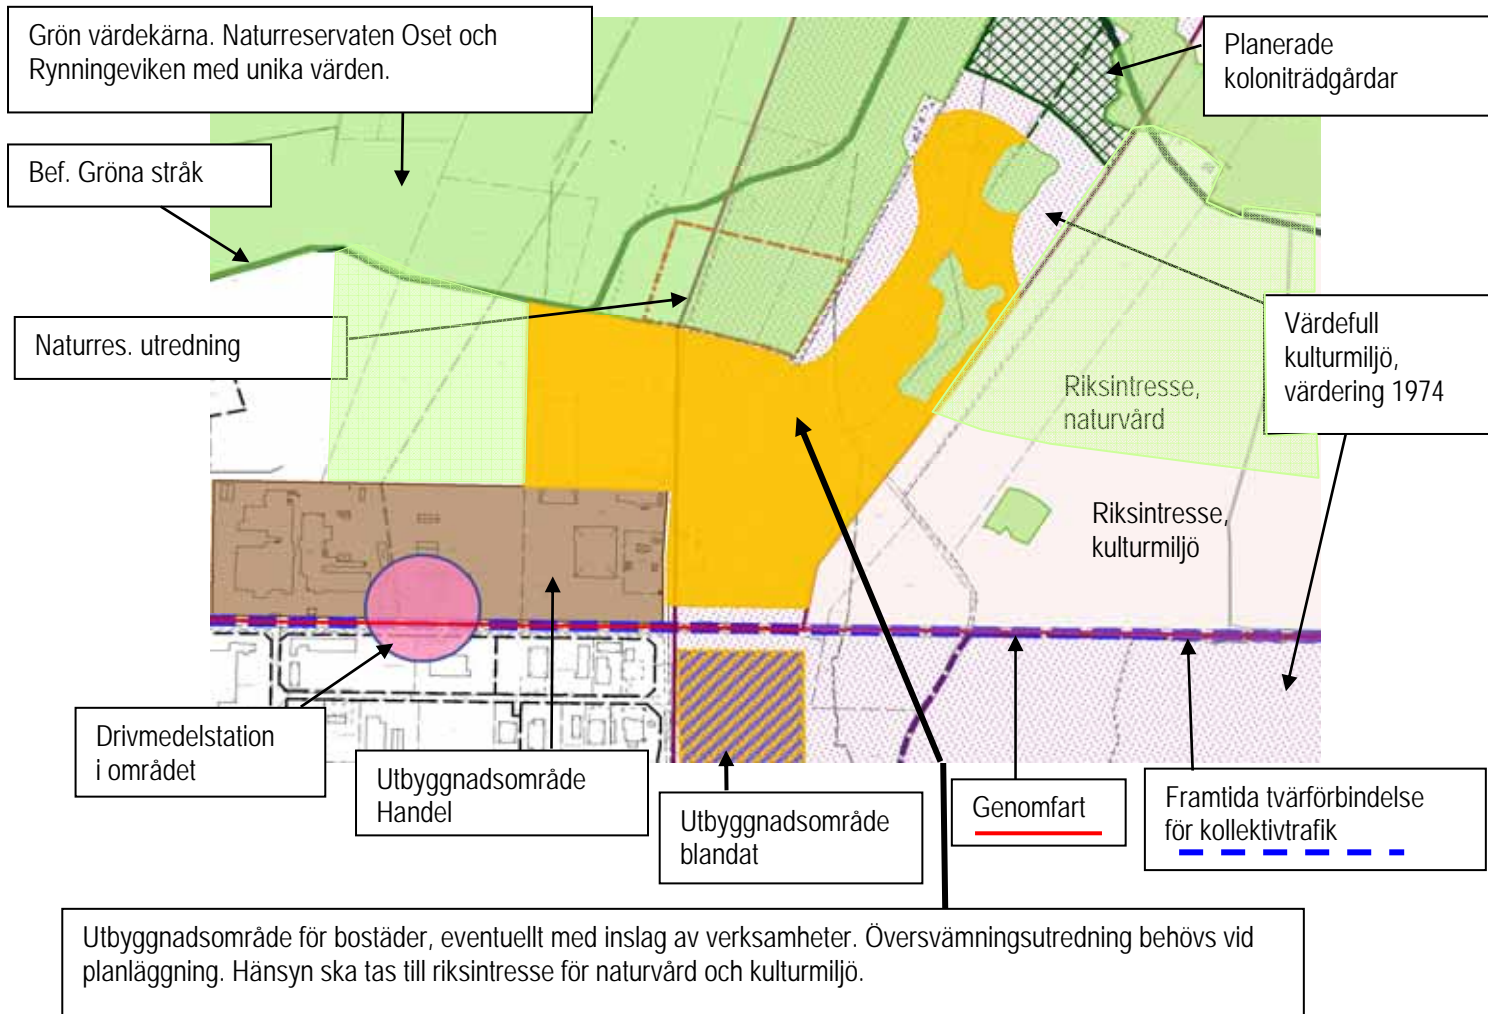 Grön värdekärna. Naturreservaten Oset och
Rynningeviken med unika värden.
Planerade
koloniträdgårdar
Bef. Gröna stråk
Naturres. utredning
Värdefull
kulturmiljö,
värdering 1974
Riksintresse,
naturvård
Riksintresse,
kulturmiljö
Drivmedelstation
i området
Utbyggnadsområde
Handel
Utbyggnadsområde
blandat
Genomfart
Framtida tvärförbindelse
för kollektivtrafik
Utbyggnadsområde för bostäder, eventuellt med inslag av verksamheter. Översvämningsutredning behövs vid
planläggning. Hänsyn ska tas till riksintresse för naturvård och kulturmiljö.